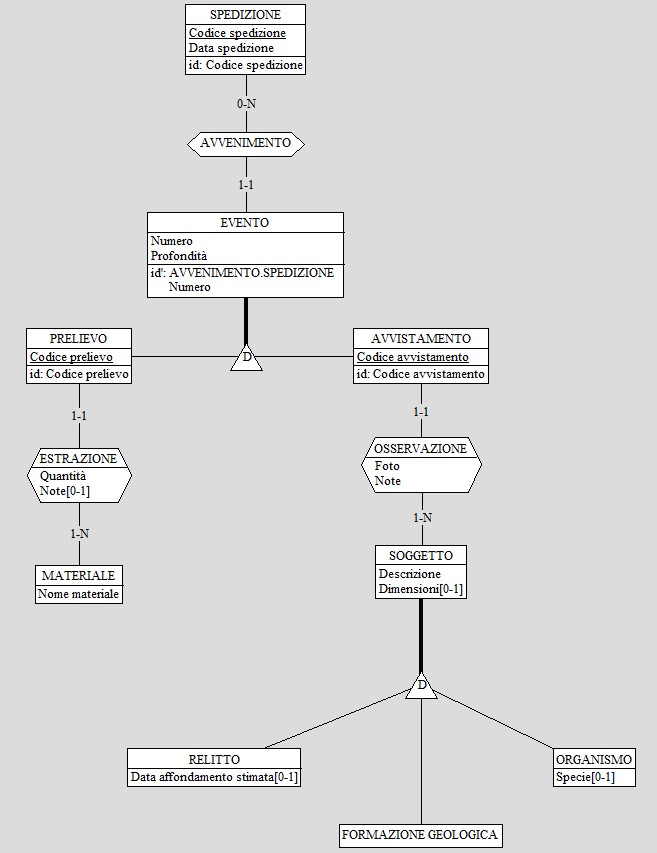 SPEDIZIONE
Codice spedizione
Data spedizione
id: Codice spedizione
0-N
AVVENIMENTO
1-1
EVENTO
Numero
Profondità
id': AVVENIMENTO.SPEDIZIONE
Numero
PRELIEVO
Codice prelievo
id: Codice prelievo
D
AVVISTAMENTO
Codice avvistamento
id: Codice avvistamento
1-1
1-1
ESTRAZIONE
Quantità
Note[0-1]
OSSERVAZIONE
Foto
Note
1-N
1-N
MATERIALE
Nome materiale
SOGGETTO
Descrizione
Dimensioni[0-1]
D
RELITTO
Data affondamento stimata[0-1]
ORGANISMO
Specie[0-1]
FORMAZIONE GEOLOGICA